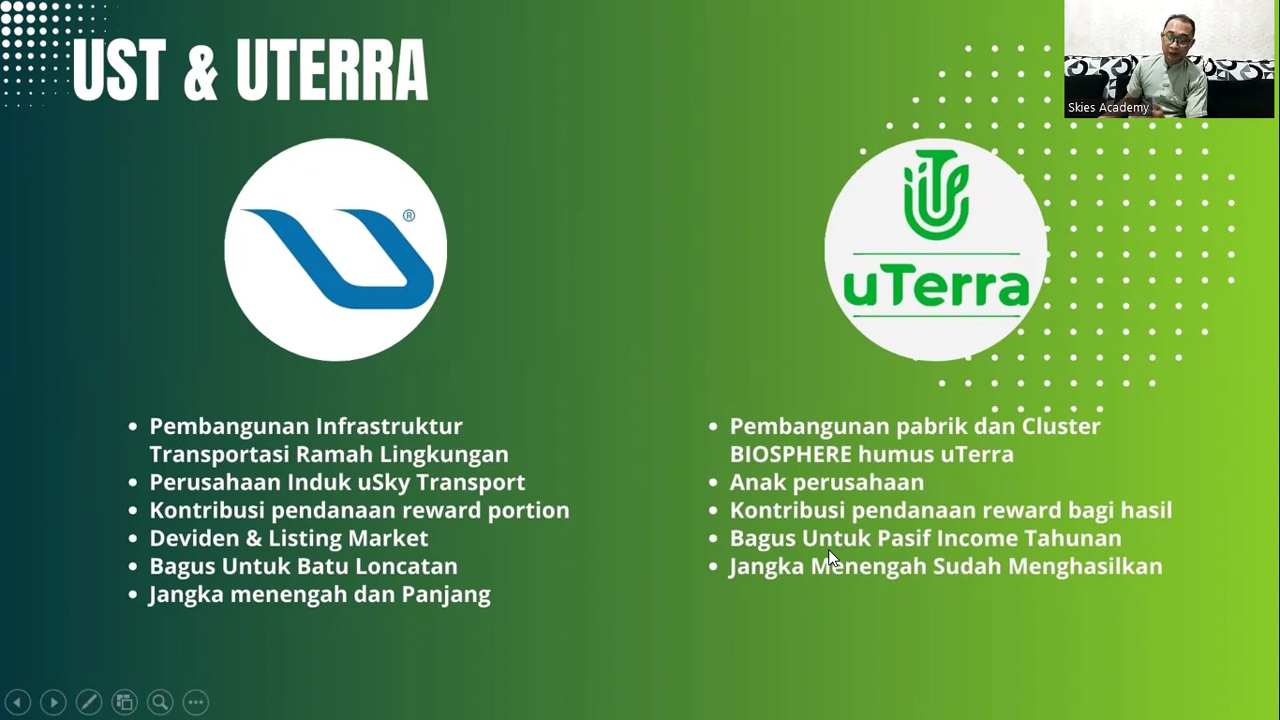 UST & UTERRA
Skies Academy
®
uTerra
• Pembangunan Infrastruktur
Transportasi Ramah Lingkungan
• Perusahaan Induk uSky Transport
• Kontribusi pendanaan reward portion
• Deviden & Listing Market
• Bagus Untuk Batu Loncatan
• Jangka menengah dan Panjang
• Pembangunan pabrik dan Cluster
BIOSPHERE humus uTerra
• Anak perusahaan
• Kontribusi pendanaan reward bagi hasil
• Bagus Untuk Pasif Income Tahunan
• Jangka Menengah Sudah Menghasilkan